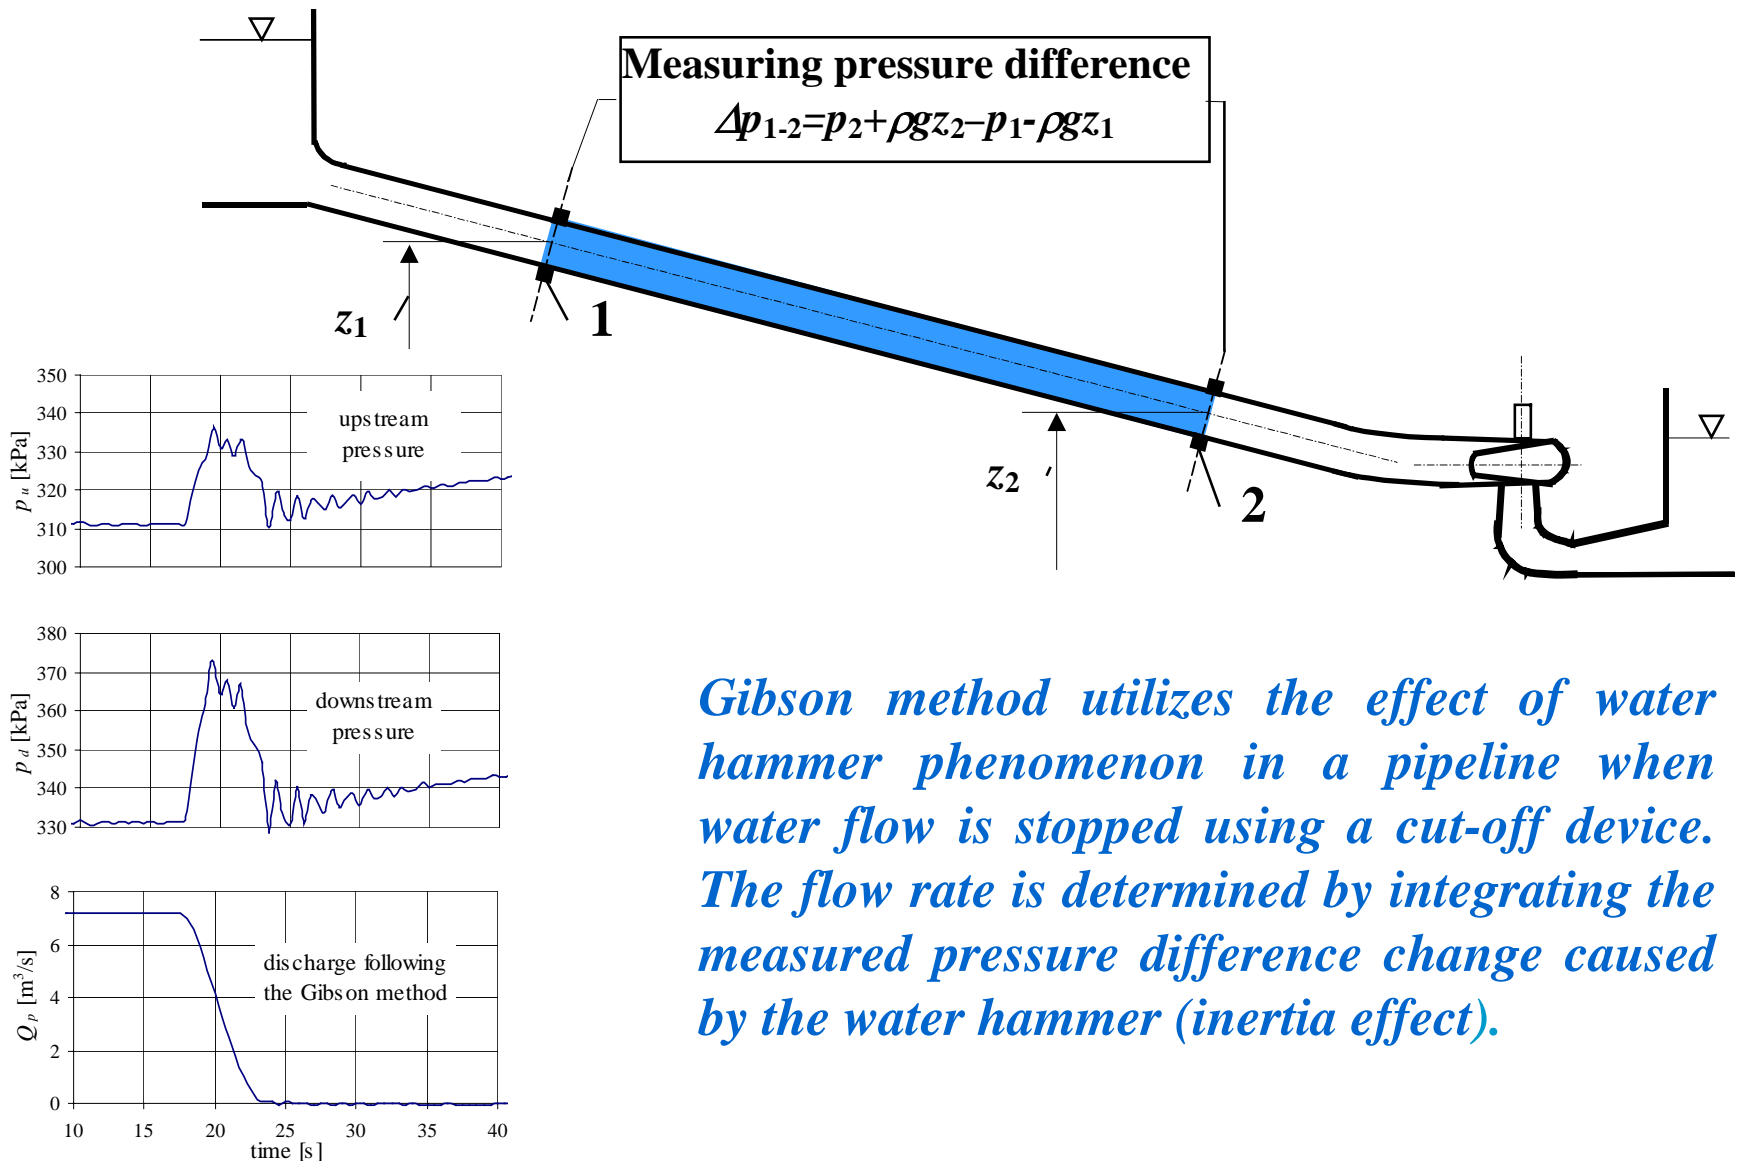 Measuring pressure difference
Δp1-2=p2+ρgz2–p1-ρgz1
z1
1
z2
2
350
340
330
320
310
300
pu [kPa]
upstream
pressure
380
370
360
350
340
330
pd [kPa]
downstream
pressure
8
6
4
2
0
Qp [m³/s]
discharge following
the Gibson method
10 15 20 25 30 35 40
time [s]
Gibson method utilizes the effect of water
hammer phenomenon in a pipeline when
water flow is stopped using a cut-off device.
The flow rate is determined by integrating the
measured pressure difference change caused
by the water hammer (inertia effect).